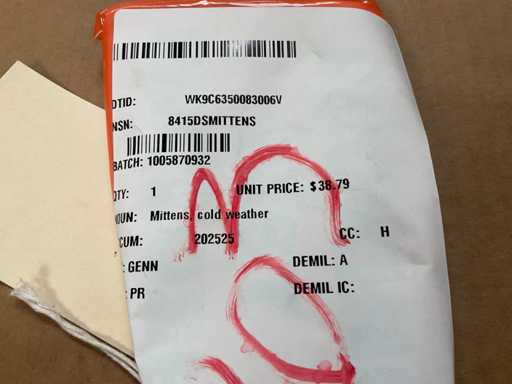 DTID: WK9C6350083006V
NSN: 8415DSMITTENS
BATCH: 1005870932
QTY: 1 UNIT PRICE: $38.79
NOUN: Mittens, cold weather
CUM: 202525 CC: H
: GENN DEMIL: A
: PR DEMIL IC: